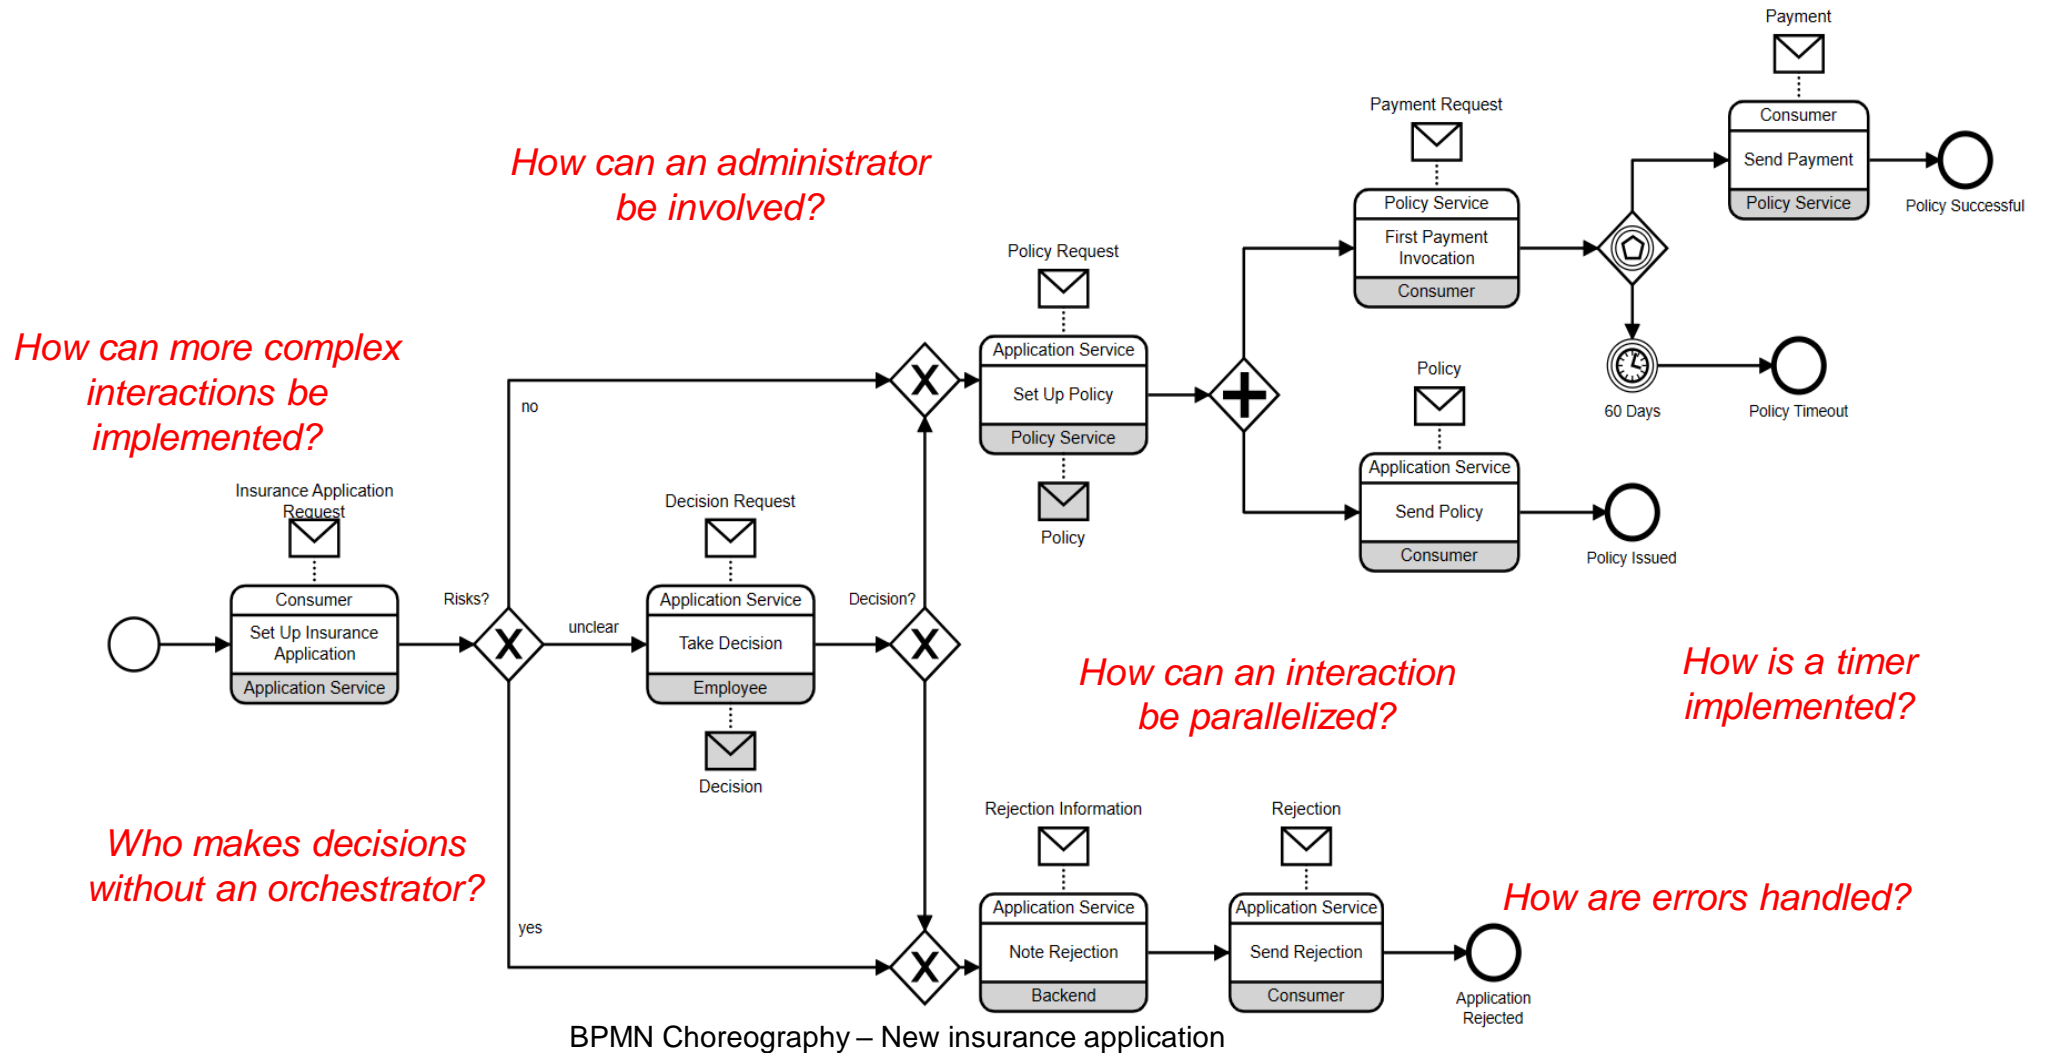 Payment
Consumer
Send Payment
Policy Service
Policy Successful
Payment Request
Policy Service
First Payment
Invocation
Consumer
How can an administrator
be involved?
Policy Request
Application Service
Set Up Policy
Policy Service
Policy
60 Days
Policy Timeout
Policy
Application Service
Send Policy
Consumer
Policy Issued
How can more complex
interactions be
implemented?
no
Insurance Application
Request
Consumer
Set Up Insurance
Application
Application Service
Risks?
unclear
Decision Request
Application Service
Take Decision
Employee
Decision
Decision?
How can an interaction
be parallelized?
How is a timer
implemented?
Who makes decisions
without an orchestrator?
yes
Rejection Information
Application Service
Note Rejection
Backend
Rejection
Application Service
Send Rejection
Consumer
How are errors handled?
Application
Rejected
BPMN Choreography – New insurance application